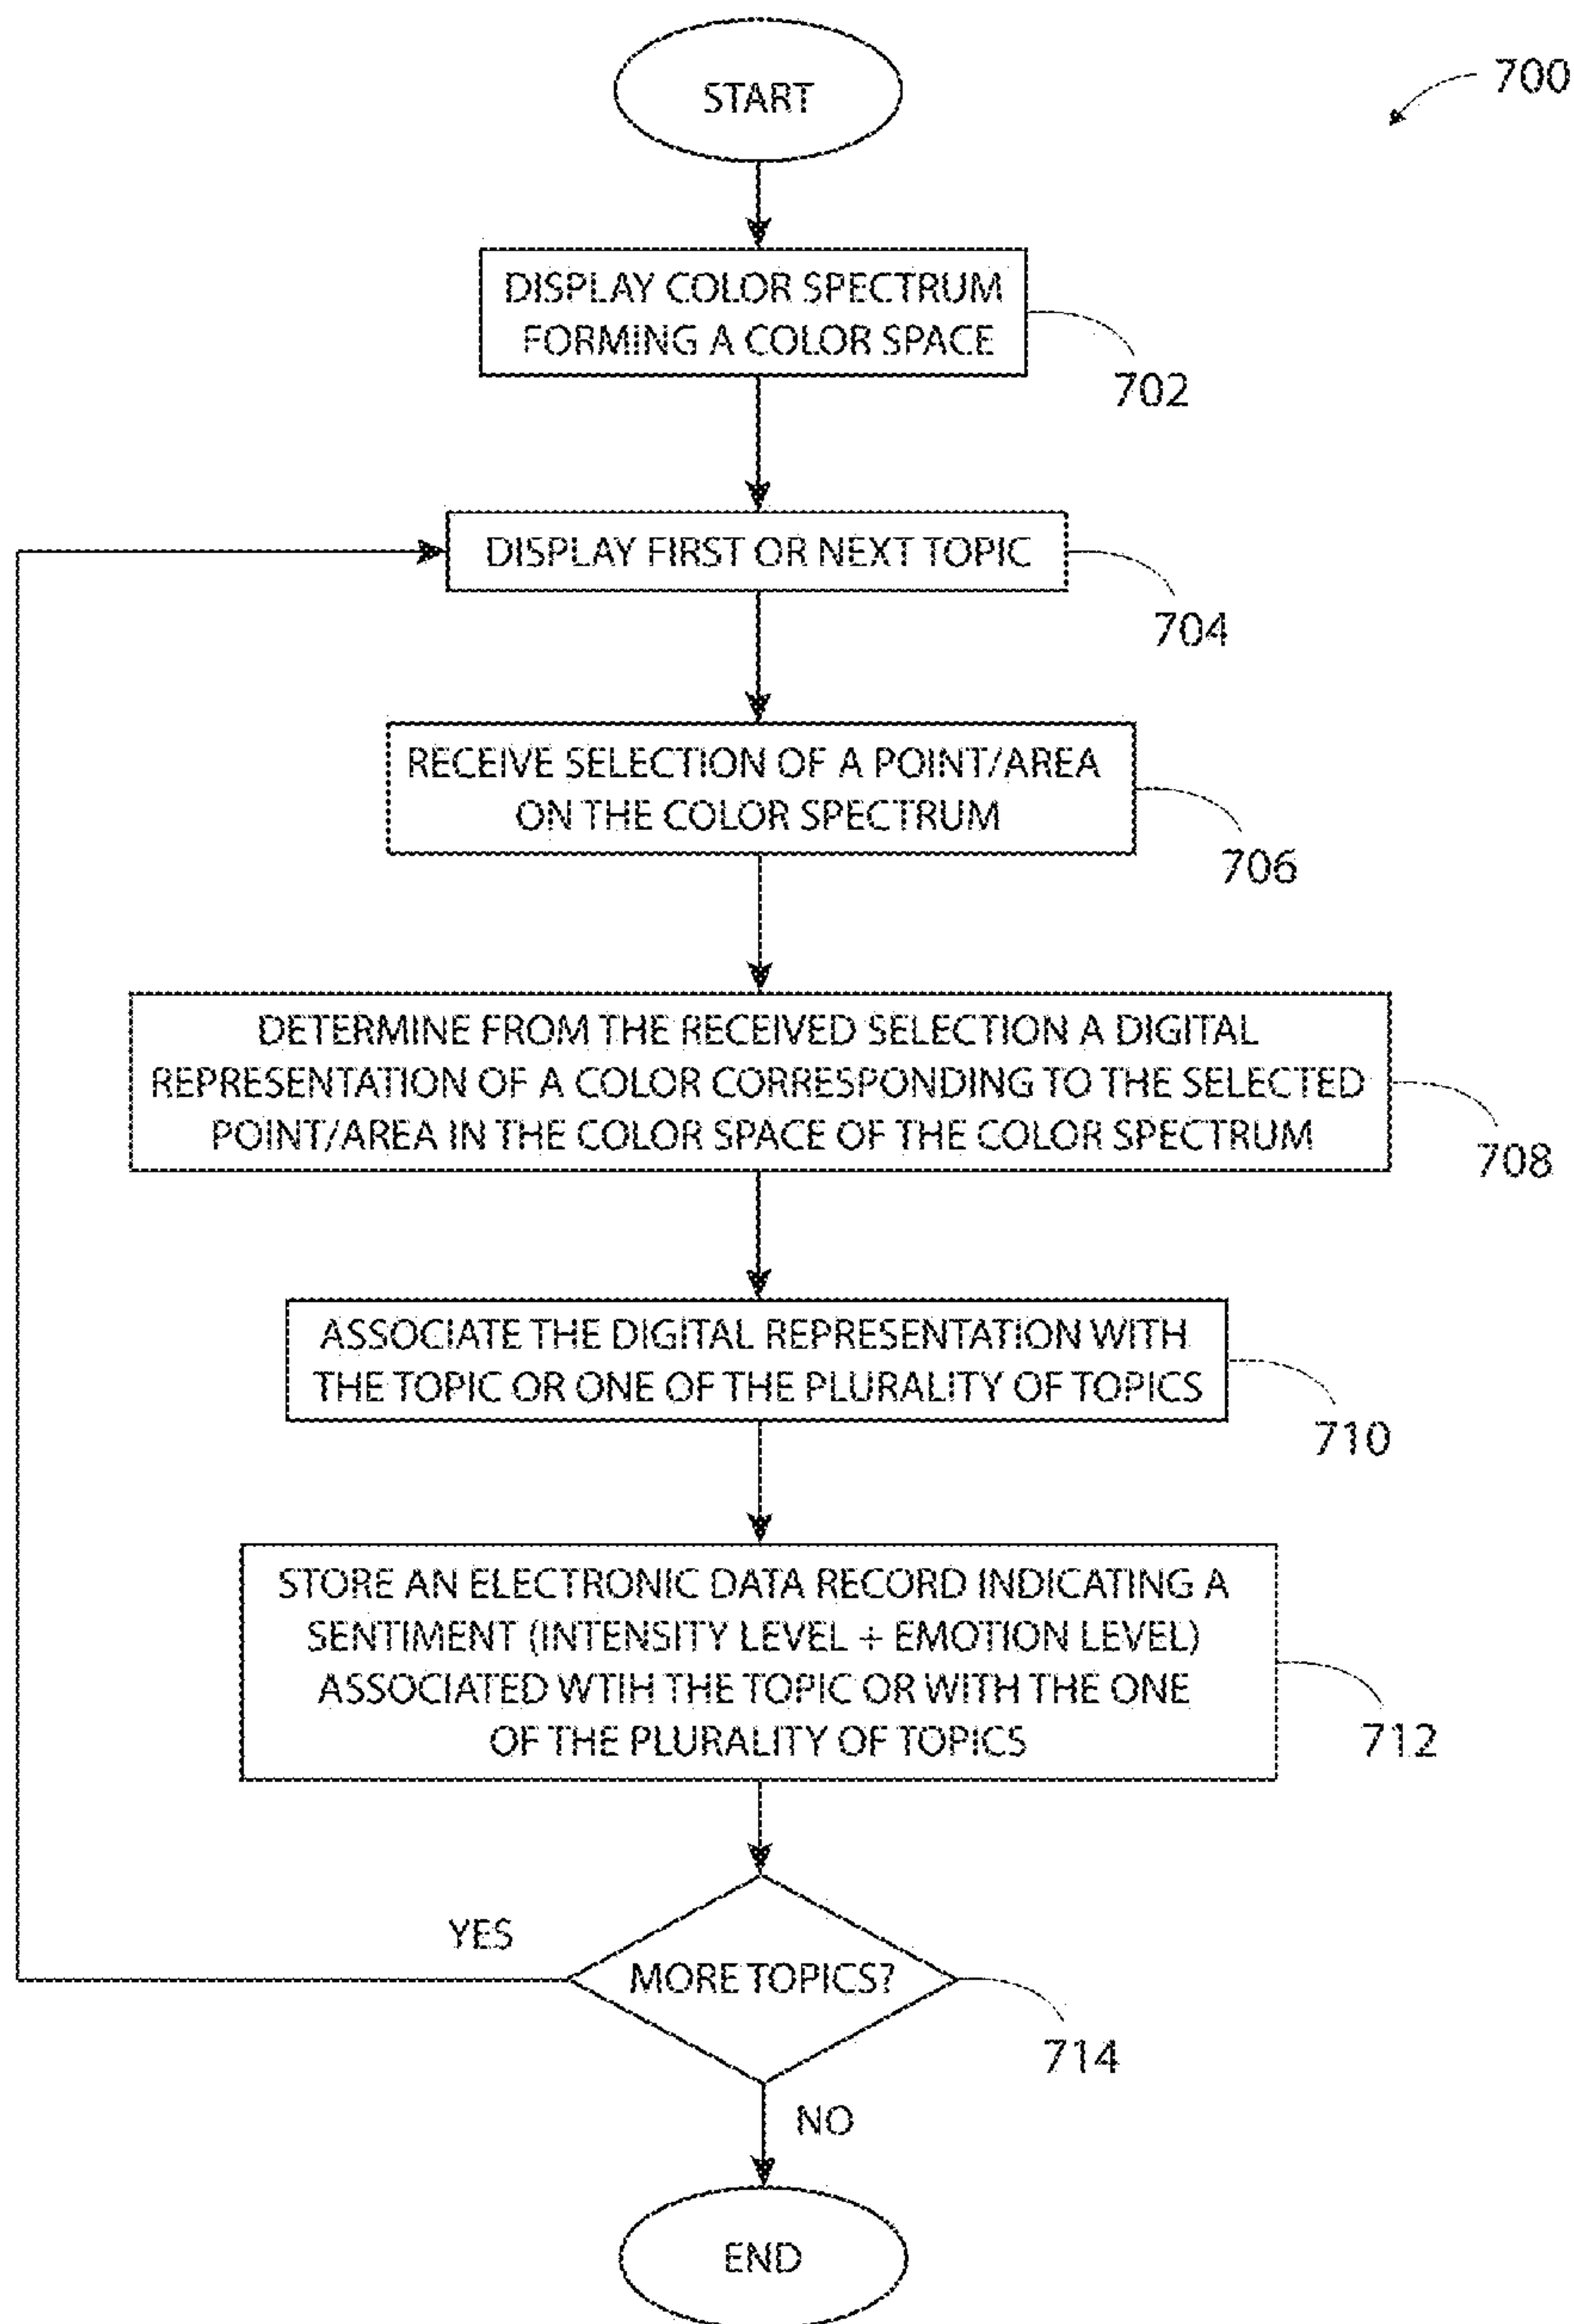 START
700
DISPLAY COLOR SPECTRUM
FORMING A COLOR SPACE
702
DISPLAY FIRST OR NEXT TOPIC
704
RECEIVE SELECTION OF A POINT/AREA
ON THE COLOR SPECTRUM
706
DETERMINE FROM THE RECEIVED SELECTION A DIGITAL
REPRESENTATION OF A COLOR CORRESPONDING TO THE SELECTED
POINT/AREA IN THE COLOR SPACE OF THE COLOR SPECTRUM
708
ASSOCIATE THE DIGITAL REPRESENTATION WITH
THE TOPIC OR ONE OF THE PLURALITY OF TOPICS
710
STORE AN ELECTRONIC DATA RECORD INDICATING A
SENTIMENT (INTENSITY LEVEL + EMOTION LEVEL)
ASSOCIATED WTIH THE TOPIC OR WITH THE ONE
OF THE PLURALITY OF TOPICS
712
YES
MORE TOPICS?
714
NO
END